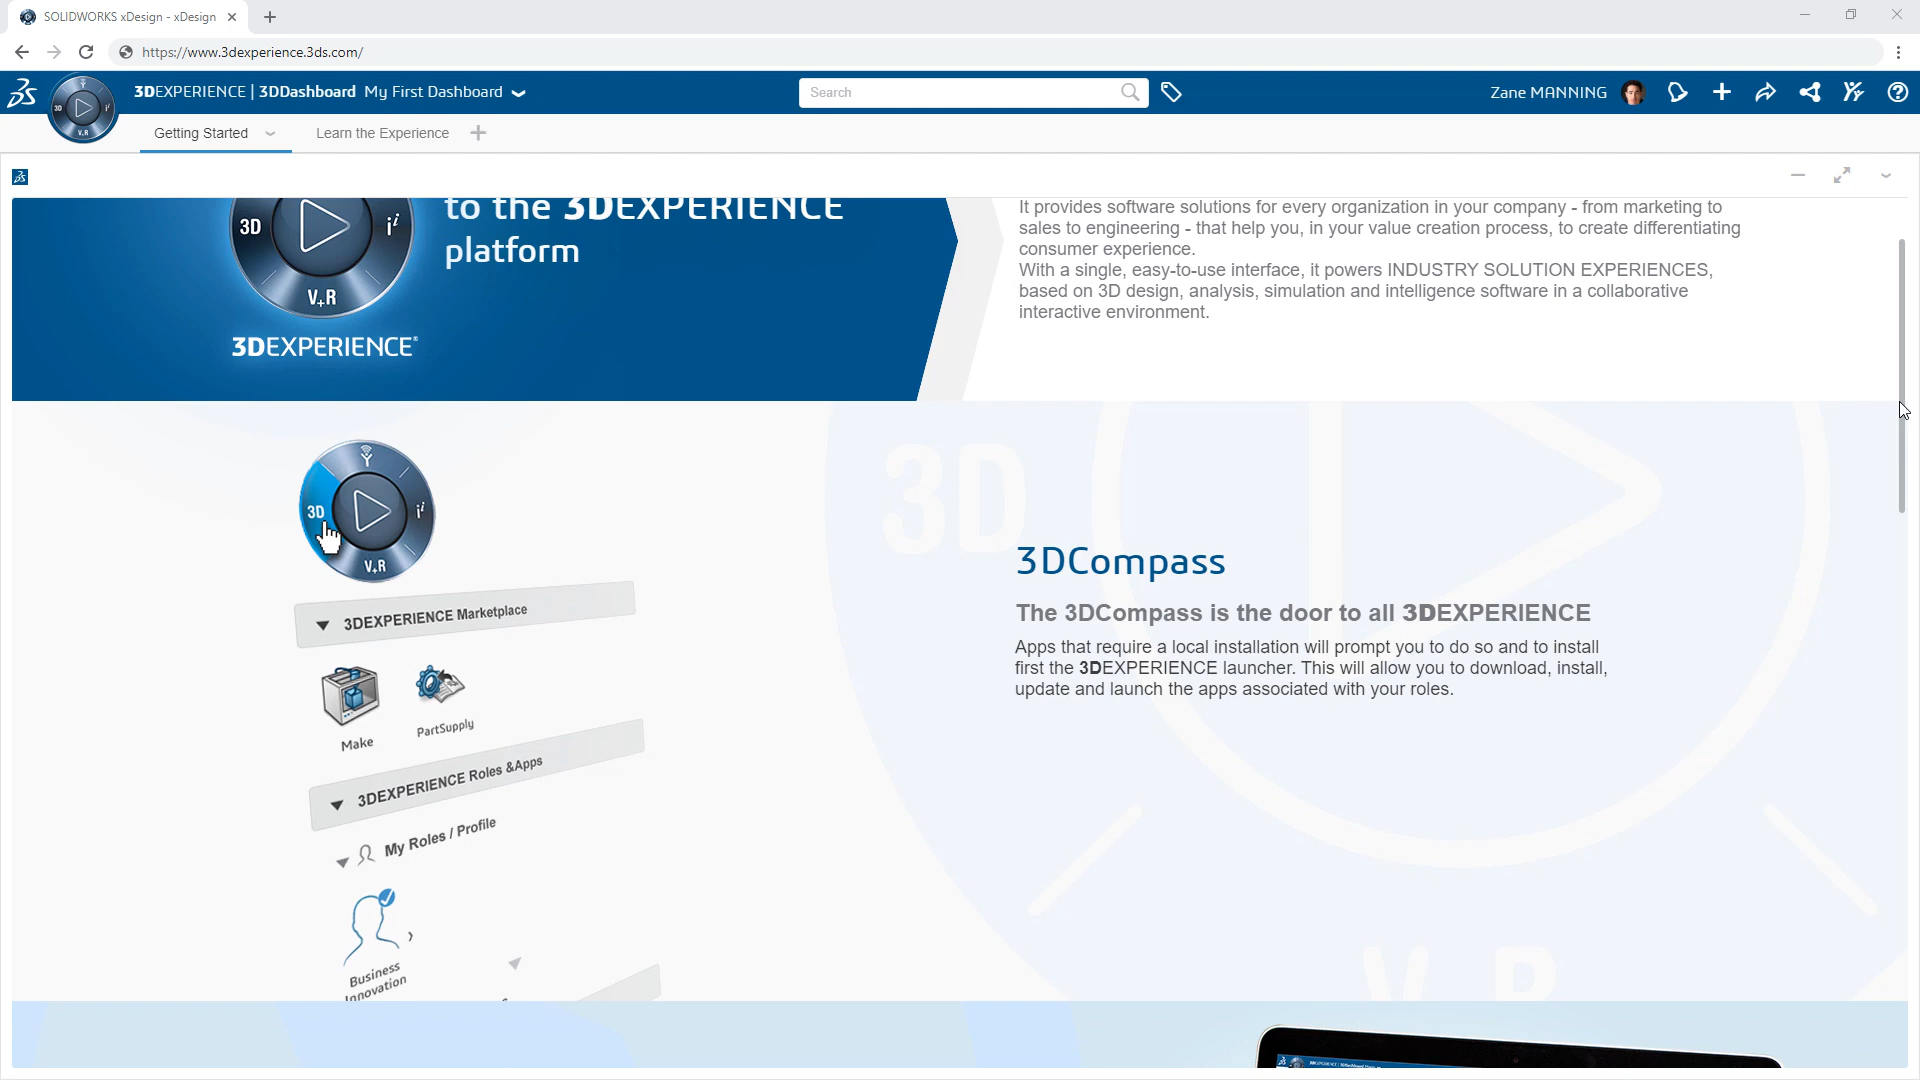 SOLIDWORKS xDesign - xDesign
https://www.3dexperience.3ds.com/
3DEXPERIENCE | 3DDashboard My First Dashboard
Search
Zane MANNING
3D
V.R
Getting Started
Learn the Experience
to the 3DEXPERIENCE
platform
3D
i i
V+R
3DEXPERIENCE®
It provides software solutions for every organization in your company - from marketing to
sales to engineering - that help you, in your value creation process, to create differentiating
consumer experience.
With a single, easy-to-use interface, it powers INDUSTRY SOLUTION EXPERIENCES,
based on 3D design, analysis, simulation and intelligence software in a collaborative
interactive environment.
3D
i i
V+R
3DEXPERIENCE Marketplace
Make
PartSupply
3DEXPERIENCE Roles &Apps
My Roles / Profile
Business
Innovation
3D
3DCompass
The 3DCompass is the door to all 3DEXPERIENCE
Apps that require a local installation will prompt you to do so and to install
first the 3DEXPERIENCE launcher. This will allow you to download, install,
update and launch the apps associated with your roles.
V R